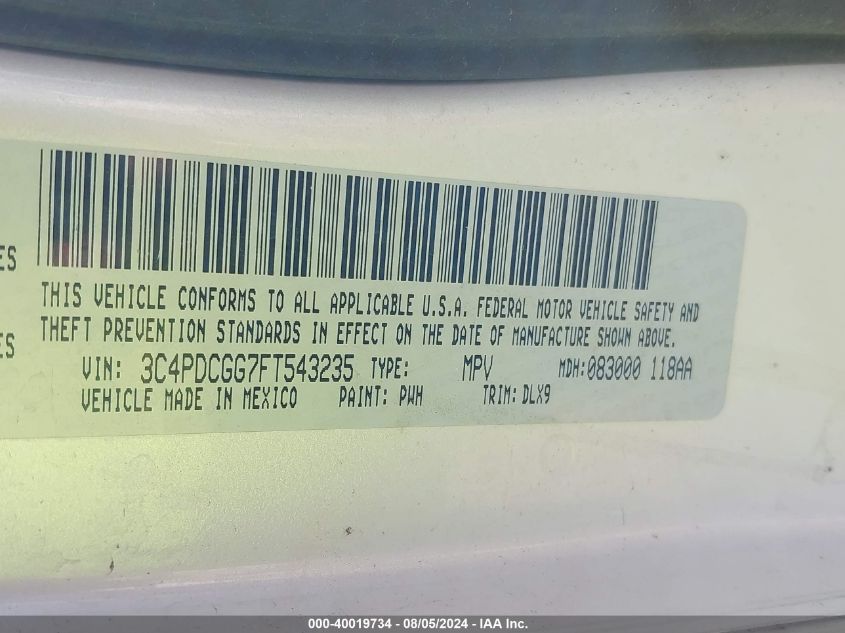 ES
THIS VEHICLE CONFORMS TO ALL APPLICABLE U.S.A. FEDERAL MOTOR VEHICLE SAFETY AND
THEFT PREVENTION STANDARDS IN EFFECT ON THE DATE OF MANUFACTURE SHOWN ABOVE.
ES
VIN: 3C4PDCGG7FT543235 TYPE: MPV MDH:083000 118AA
VEHICLE MADE IN MEXICO PAINT: PWH TRIM: DLX9
000-40019734 - 08/05/2024 - IAA Inc.